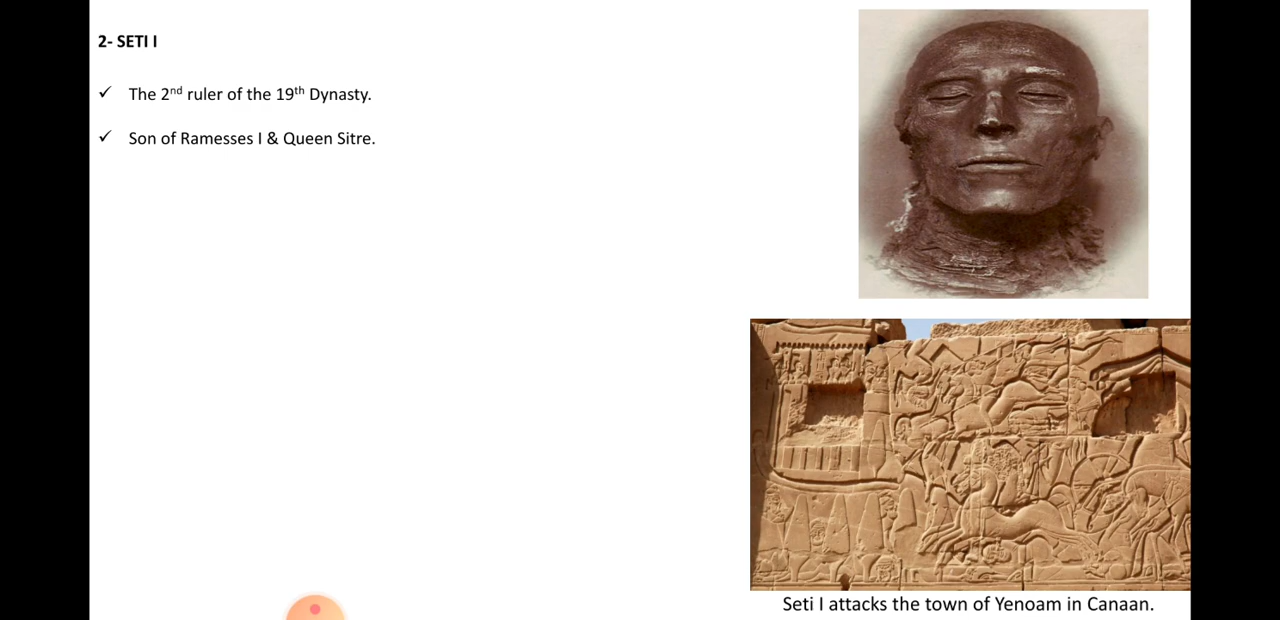 2- SETI I
✓ The 2nd ruler of the 19th Dynasty.
✓ Son of Ramesses I & Queen Sitre.
Seti I attacks the town of Yenoam in Canaan.